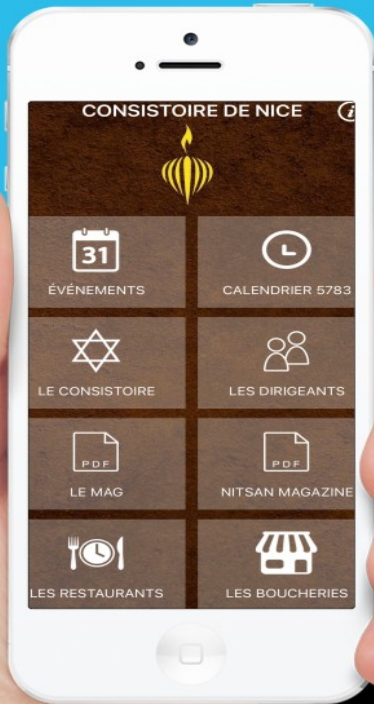 CONSISTOIRE DE NICE
i
31
ÉVÉNEMENTS
CALENDRIER 5783
LE CONSISTOIRE
LES DIRIGEANTS
PDF
LE MAG
PDF
NITSAN MAGAZINE
LES RESTAURANTS
LES BOUCHERIES